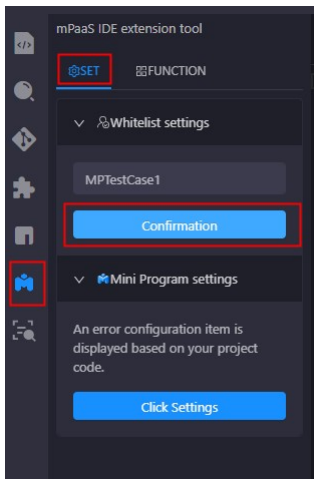 mPaaS IDE extension tool
SET FUNCTION
Whitelist settings
MPTestCase1
Confirmation
Mini Program settings
An error configuration item is
displayed based on your project
code.
Click Settings